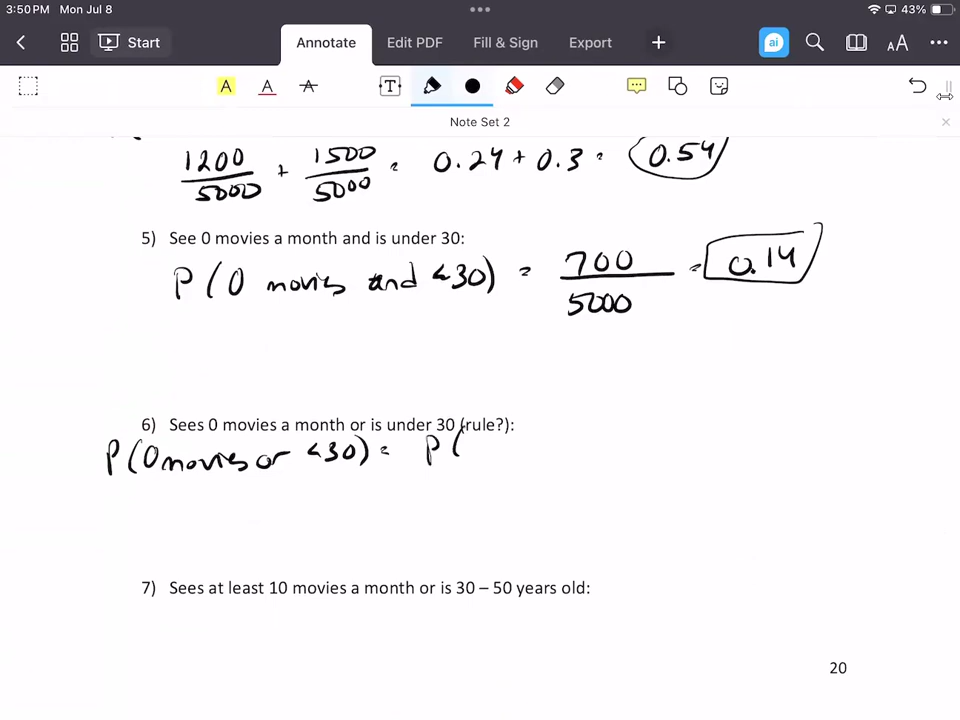 3:50 PM Mon Jul 8 43%
Start Annotate Edit PDF Fill & Sign Export ai AA
A A A T
Note Set 2
1200/5000 + 1500/5000 = 0.24 + 0.3 = 0.54
5) See 0 movies a month and is under 30:
P(0 movies and <30) = 700/5000 = 0.14
6) Sees 0 movies a month or is under 30 (rule?):
P(0 movies or <30) = P(
7) Sees at least 10 movies a month or is 30 – 50 years old:
20